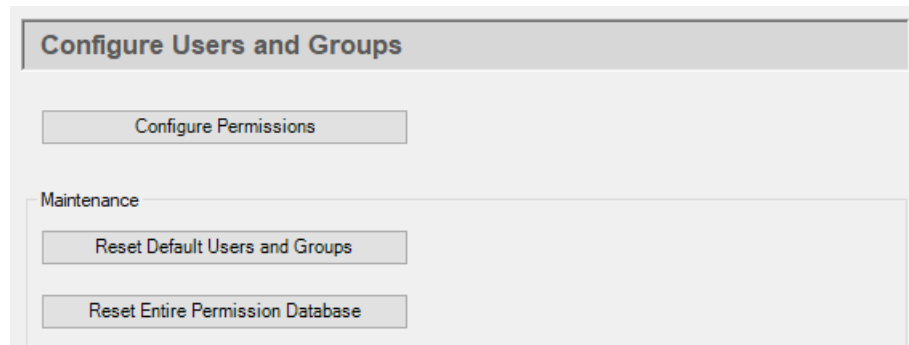 Configure Users and Groups
Configure Permissions
Maintenance
Reset Default Users and Groups
Reset Entire Permission Database